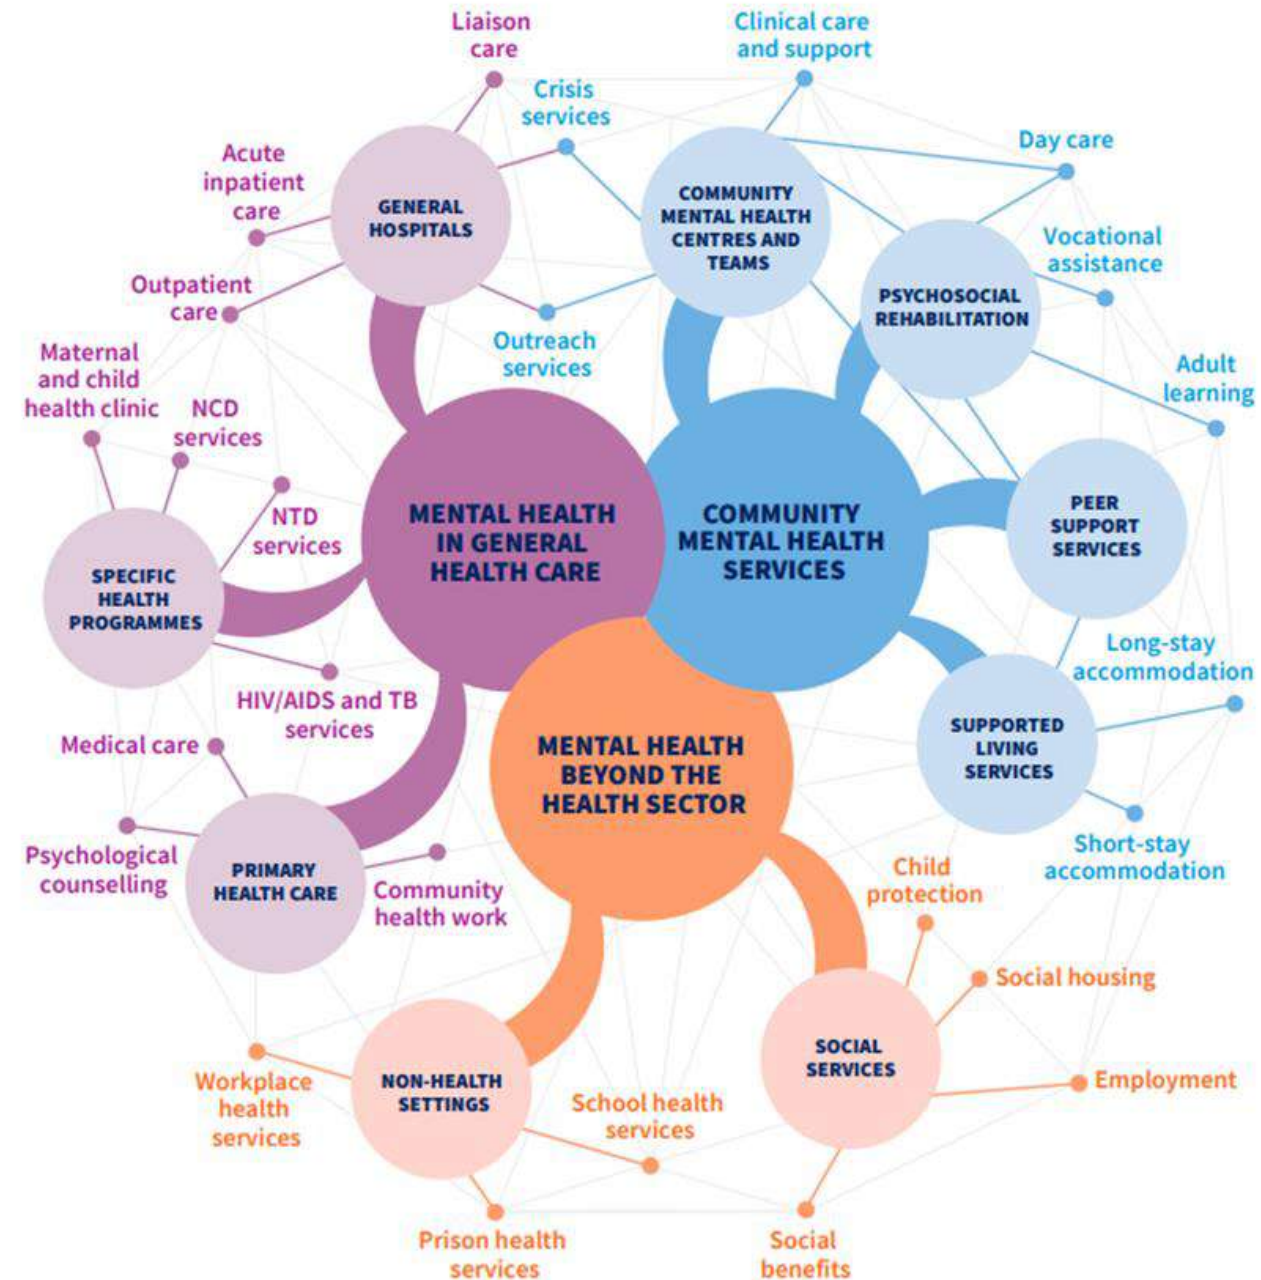 Liaison
care
Clinical care
and support
Crisis
services
Day care
Acute
inpatient
care
GENERAL
HOSPITALS
COMMUNITY
MENTAL HEALTH
CENTRES AND
TEAMS
Vocational
assistance
Outpatient
care
PSYCHOSOCIAL
REHABILITATION
Outreach
services
Maternal
and child
health clinic
NCD
services
Adult
learning
NTD
services
MENTAL HEALTH
IN GENERAL
HEALTH CARE
COMMUNITY
MENTAL HEALTH
SERVICES
PEER
SUPPORT
SERVICES
SPECIFIC
HEALTH
PROGRAMMES
Long-stay
accommodation
HIV/AIDS and TB
services
Medical care
MENTAL HEALTH
BEYOND THE
HEALTH SECTOR
SUPPORTED
LIVING
SERVICES
Psychological
counselling
PRIMARY
HEALTH CARE
Community
health work
Child
protection
Short-stay
accommodation
Social housing
Workplace
health
services
NON-HEALTH
SETTINGS
School health
services
SOCIAL
SERVICES
Employment
Prison health
services
Social
benefits